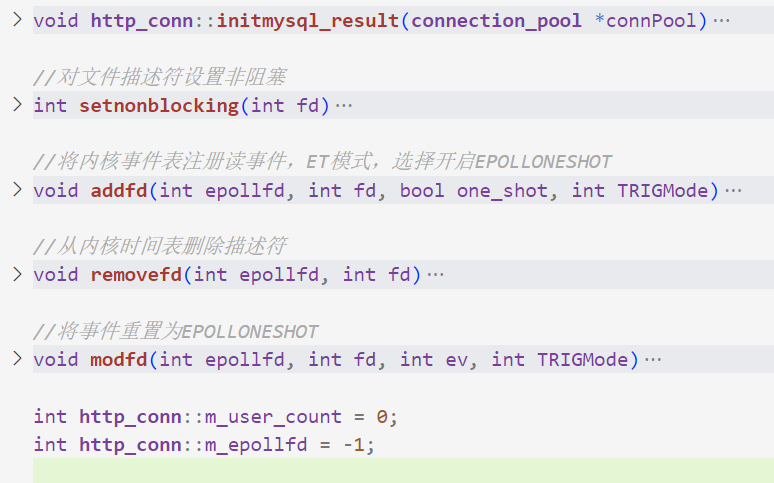 void http_conn::initmysql_result(connection_pool *connPool)…
//对文件描述符设置非阻塞
int setnonblocking(int fd)…
//将内核事件表注册读事件，ET模式，选择开启EPOLLONESHOT
void addfd(int epollfd, int fd, bool one_shot, int TRIGMode)…
//从内核时间表删除描述符
void removefd(int epollfd, int fd)…
//将事件重置为EPOLLONESHOT
void modfd(int epollfd, int fd, int ev, int TRIGMode)…
int http_conn::m_user_count = 0;
int http_conn::m_epollfd = -1;